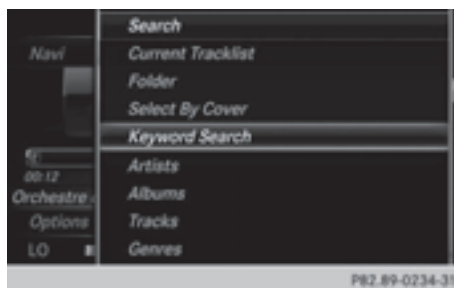 Search
Navi
Current Tracklist
Folder
Select By Cover
Keyword Search
Artists
00:12
Albums
Orchestre
Tracks
Options
LO
Genres
P82.89-0234-31